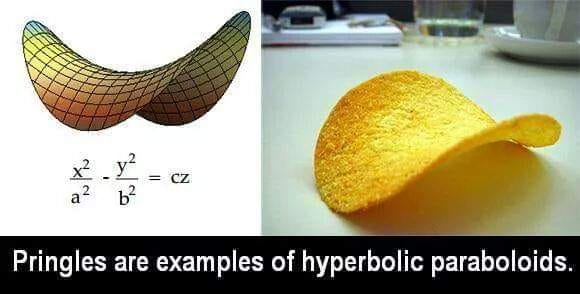 x²/a² - y²/b² = cz
Pringles are examples of hyperbolic paraboloids.